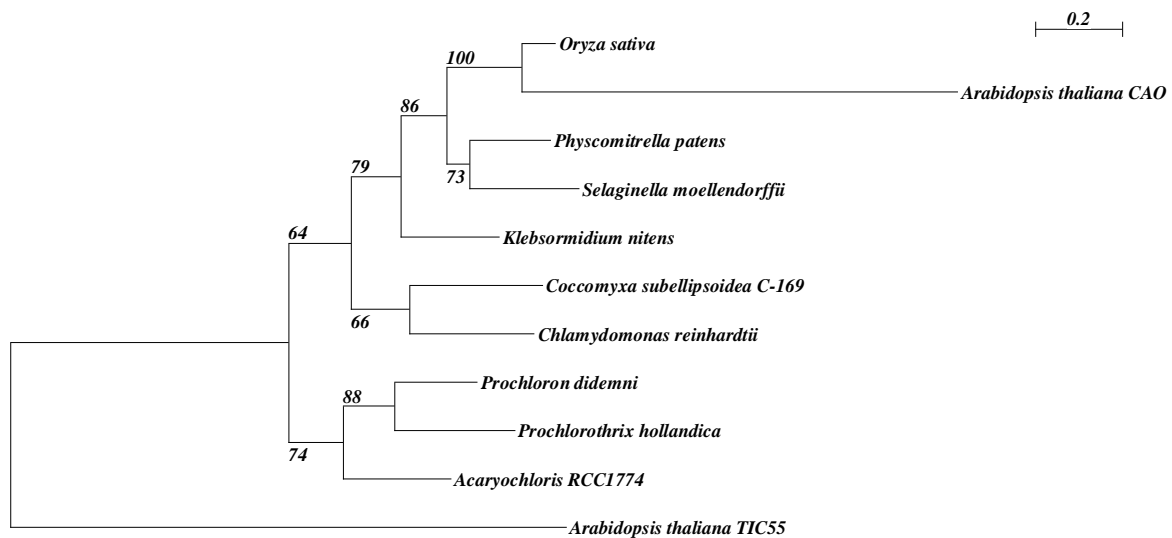 0.2
Oryza sativa
100
Arabidopsis thaliana CAO
86
Physcomitrella patens
79
73
Selaginella moellendorffii
64
Klebsormidium nitens
Coccomyxa subellipsoidea C-169
66
Chlamydomonas reinhardtii
Prochloron didemni
88
Prochlorothrix hollandica
74
Acaryochloris RCC1774
Arabidopsis thaliana TIC55